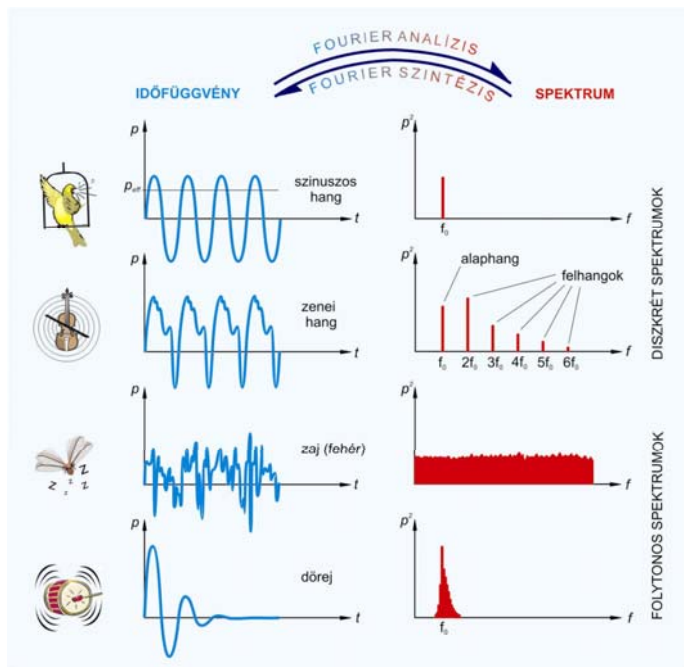 FOURIER ANALÍZIS
FOURIER SZINTÉZIS
IDŐFÜGGVÉNY
SPEKTRUM
p
p_eff
szinuszos
hang
t
p²
f₀
f
p
zenei
hang
t
p²
alaphang
felhangok
f₀ 2f₀ 3f₀ 4f₀ 5f₀ 6f₀
f
DISZKRÉT SPEKTRUMOK
p
z z z z z
zaj (fehér)
t
p²
f
p
dörej
t
p²
f₀
f
FOLYTONOS SPEKTRUMOK